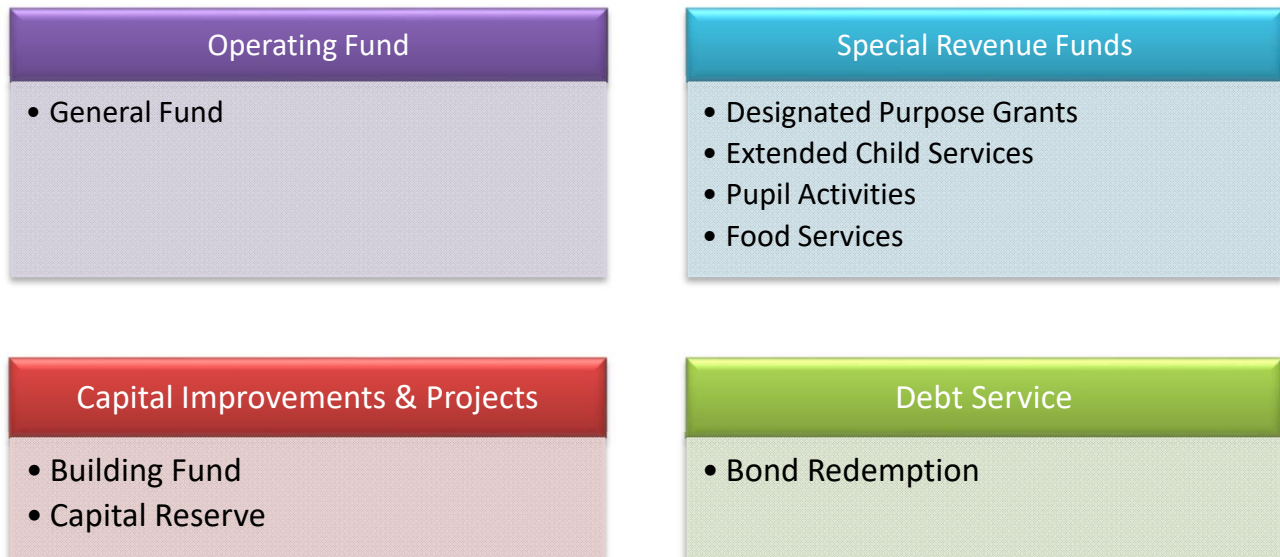 Operating Fund
• General Fund
Special Revenue Funds
• Designated Purpose Grants
• Extended Child Services
• Pupil Activities
• Food Services
Capital Improvements & Projects
• Building Fund
• Capital Reserve
Debt Service
• Bond Redemption